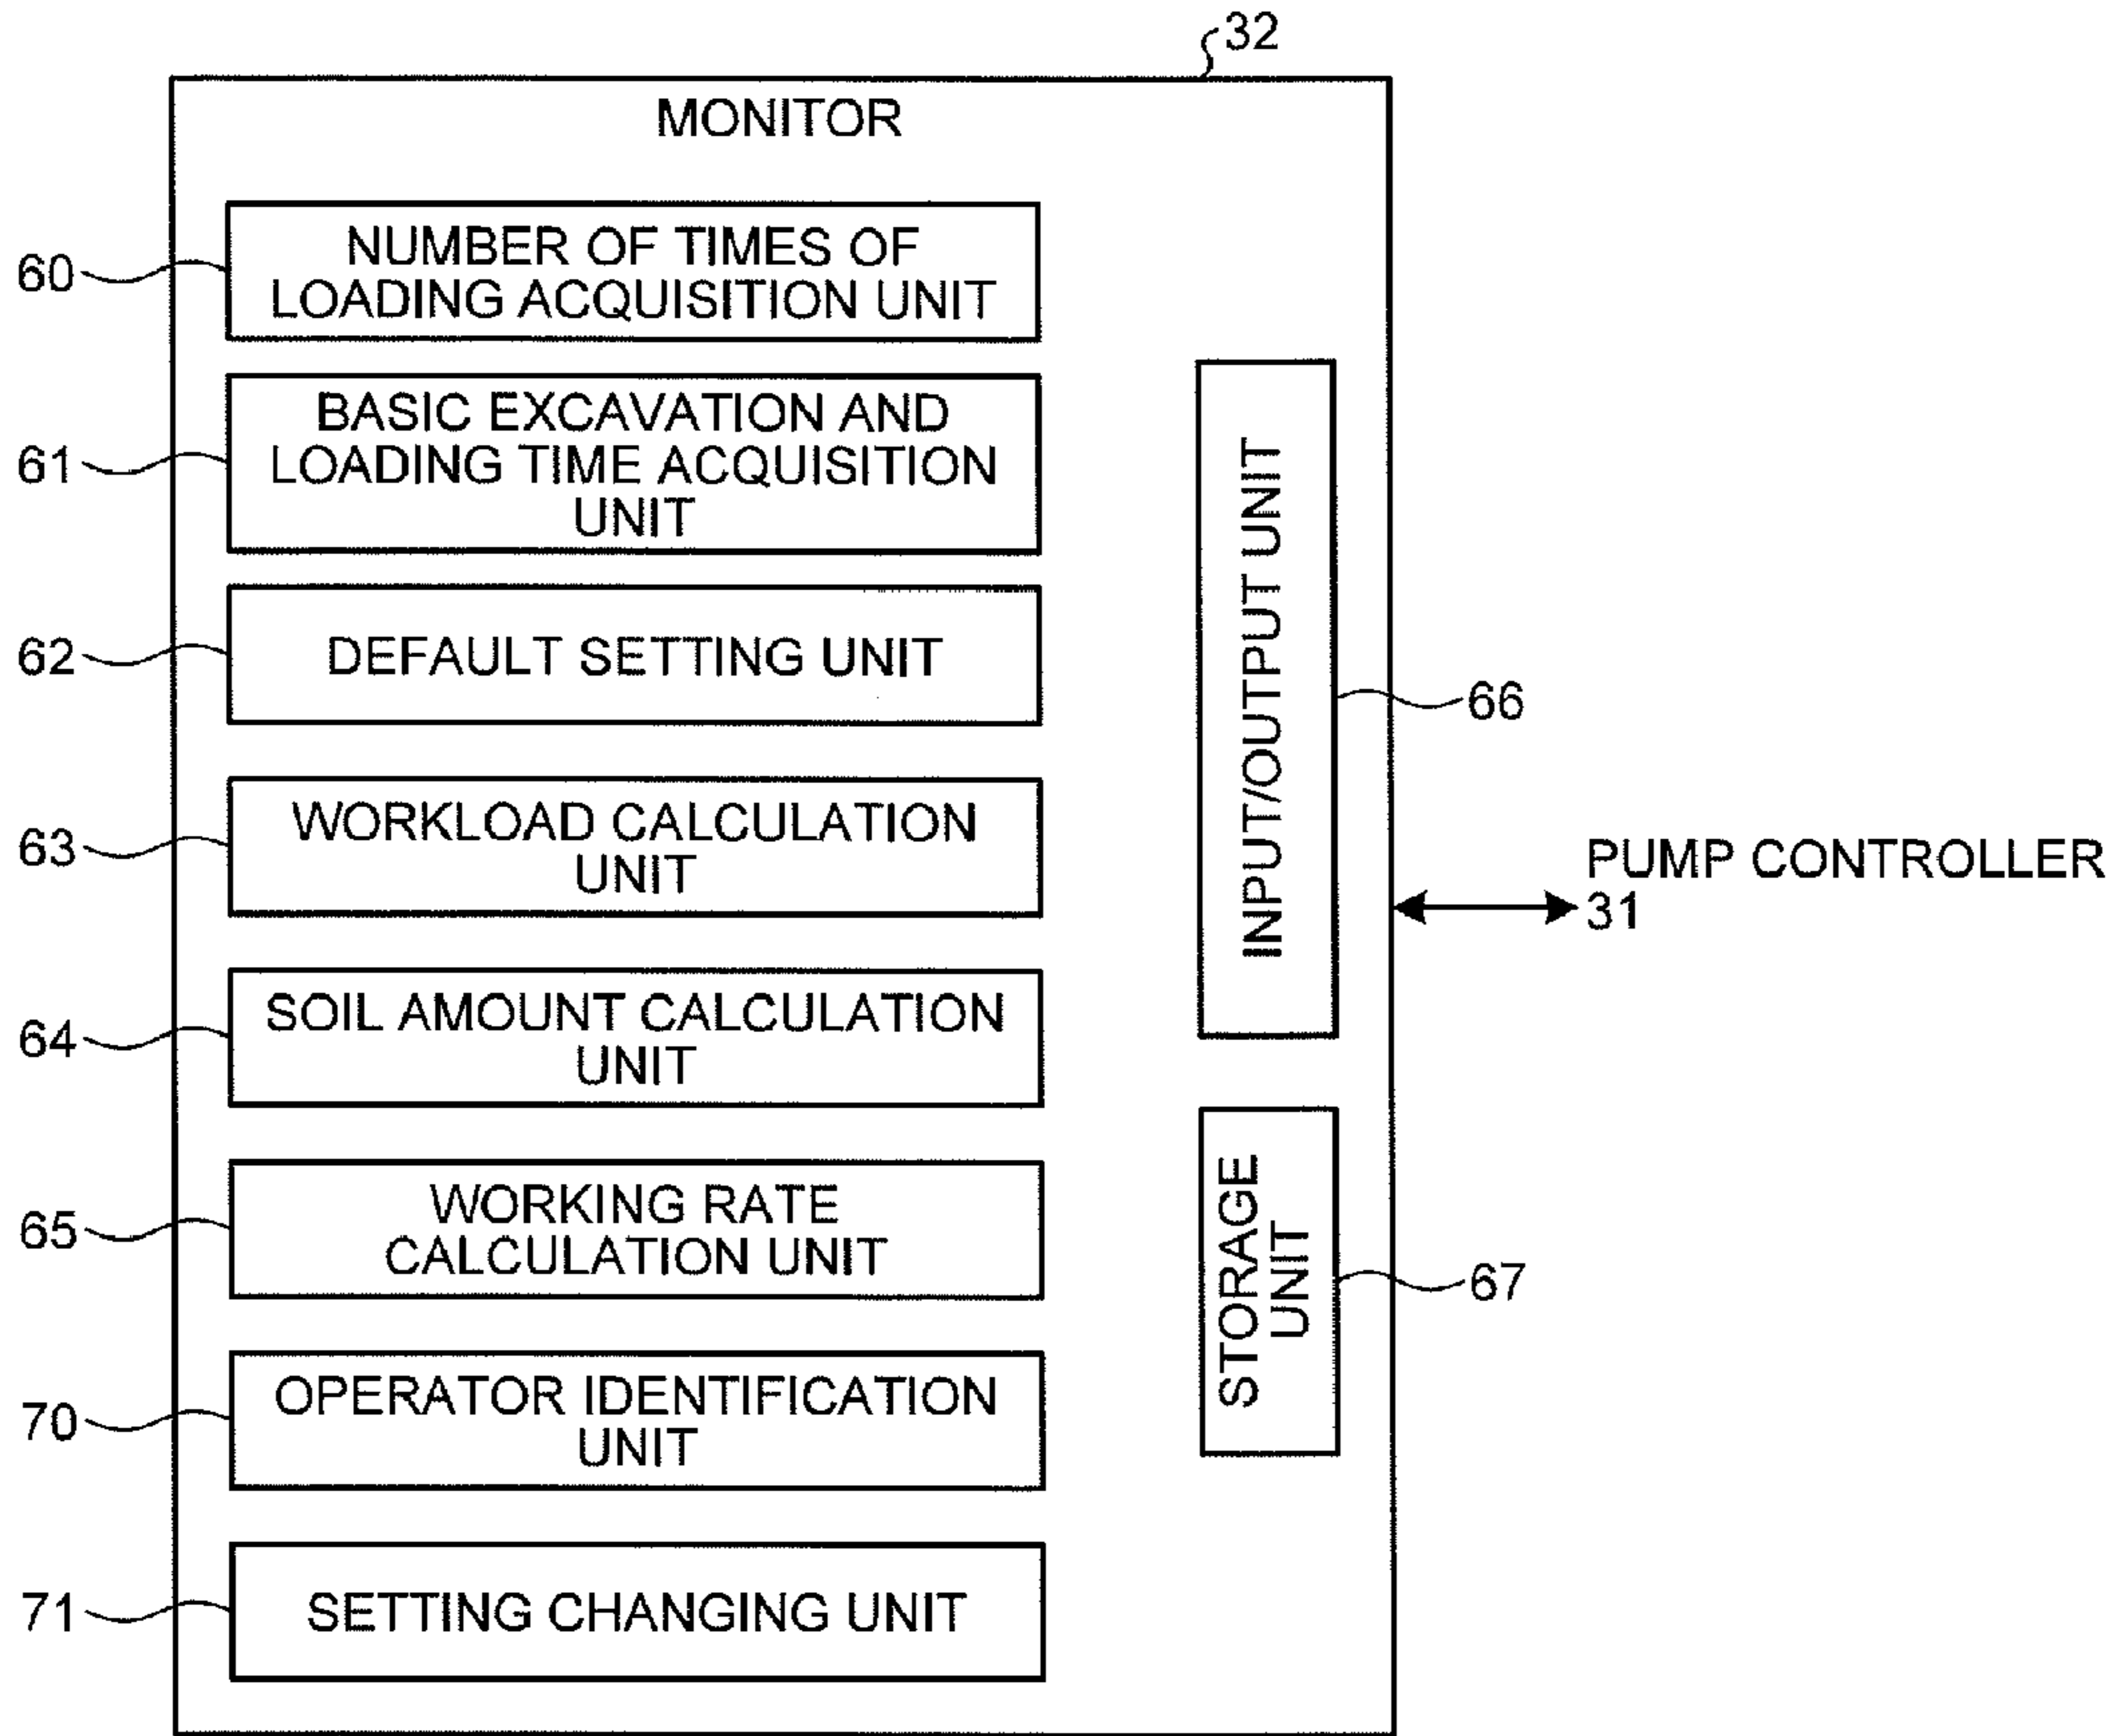 32
MONITOR
60
NUMBER OF TIMES OF
LOADING ACQUISITION UNIT
61
BASIC EXCAVATION AND
LOADING TIME ACQUISITION
UNIT
62
DEFAULT SETTING UNIT
63
WORKLOAD CALCULATION
UNIT
64
SOIL AMOUNT CALCULATION
UNIT
65
WORKING RATE
CALCULATION UNIT
70
OPERATOR IDENTIFICATION
UNIT
71
SETTING CHANGING UNIT
INPUT/OUTPUT UNIT
66
STORAGE
UNIT
67
PUMP CONTROLLER
31